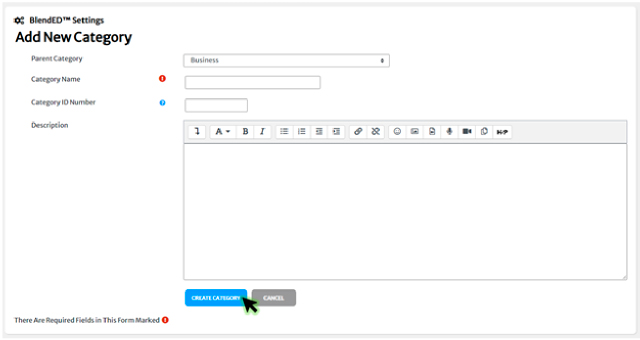 BlendED™ Settings
Add New Category
Parent Category
Business
Category Name
Category ID Number
Description
A B I
H-P
CREATE CATEGORY
CANCEL
There Are Required Fields in This Form Marked